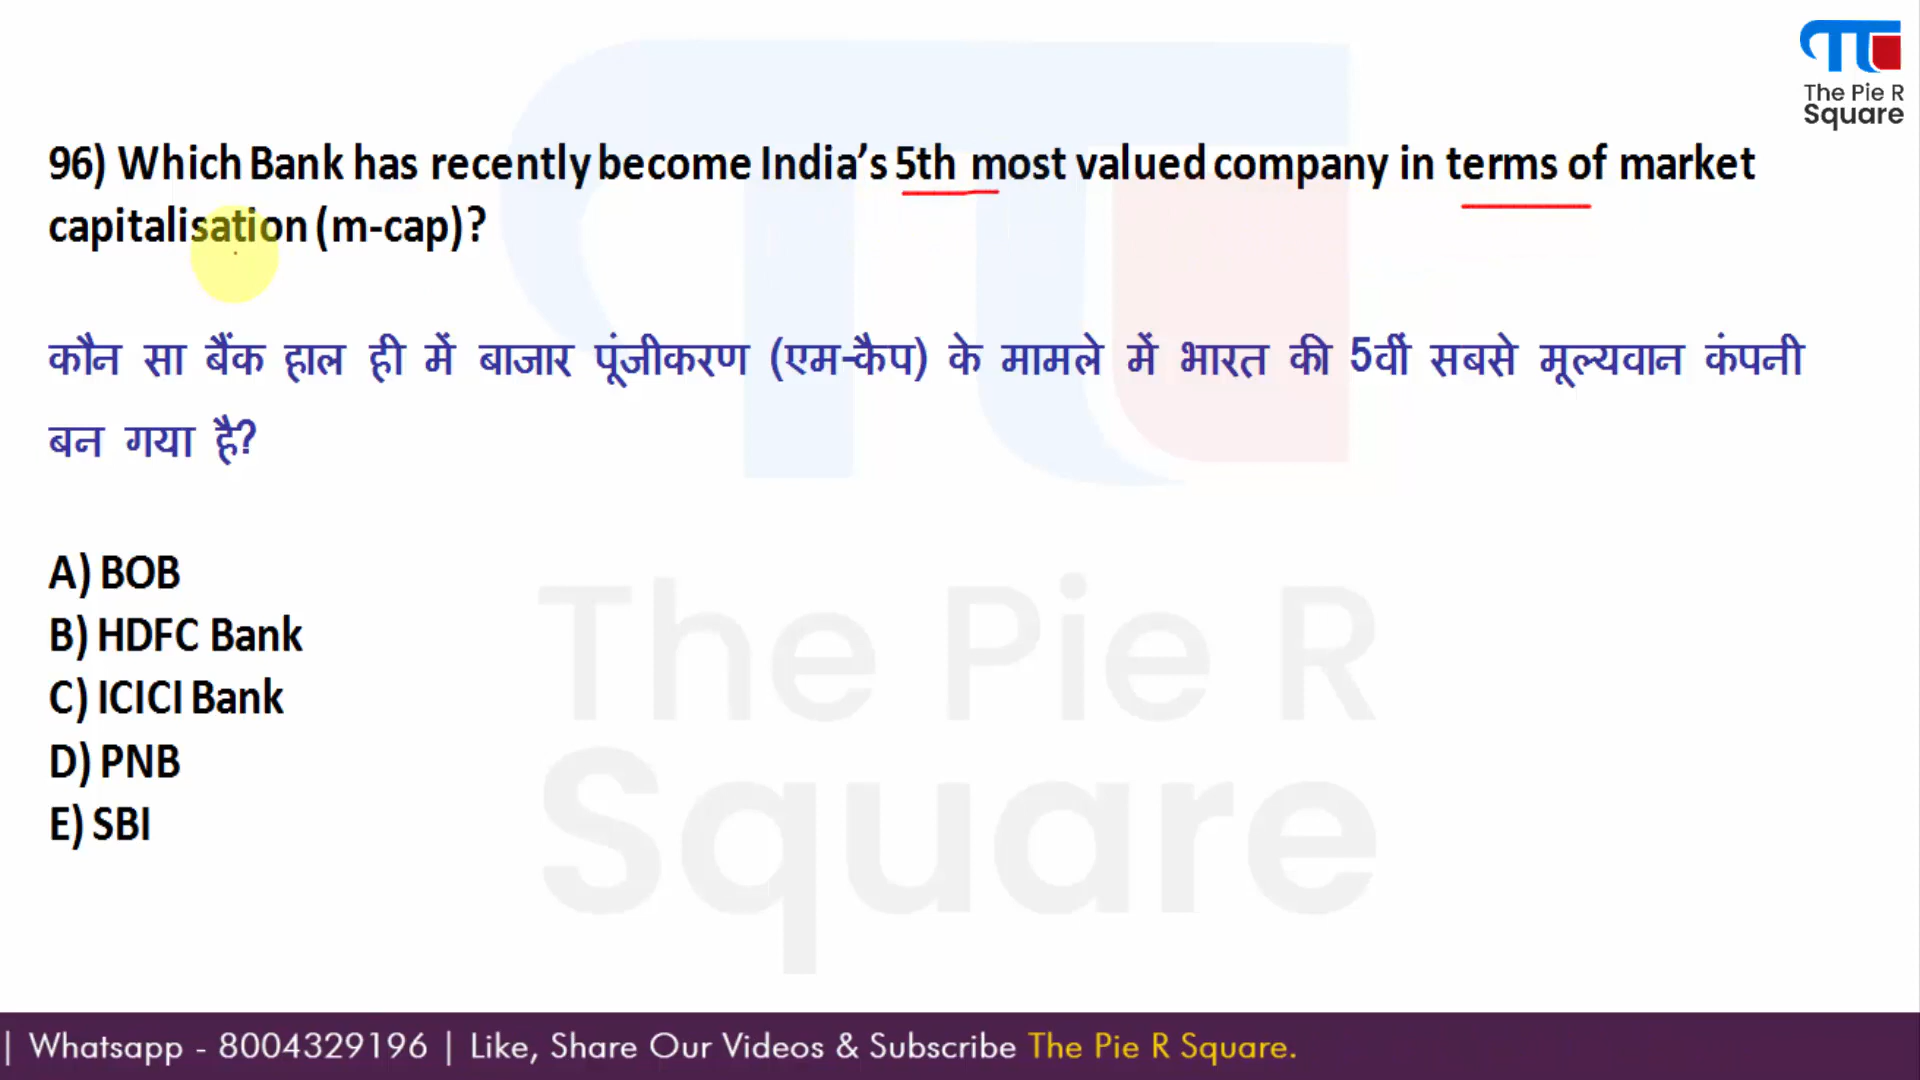 The Pie R
Square
96) Which Bank has recently become India’s 5th most valued company in terms of market
capitalisation (m-cap)?
कौन सा बैंक हाल ही में बाजार पूंजीकरण (एम-कैप) के मामले में भारत की 5वीं सबसे मूल्यवान कंपनी
बन गया है?
A) BOB
B) HDFC Bank
C) ICICI Bank
D) PNB
E) SBI
The Pie R
Square
| Whatsapp - 8004329196 | Like, Share Our Videos & Subscribe The Pie R Square.